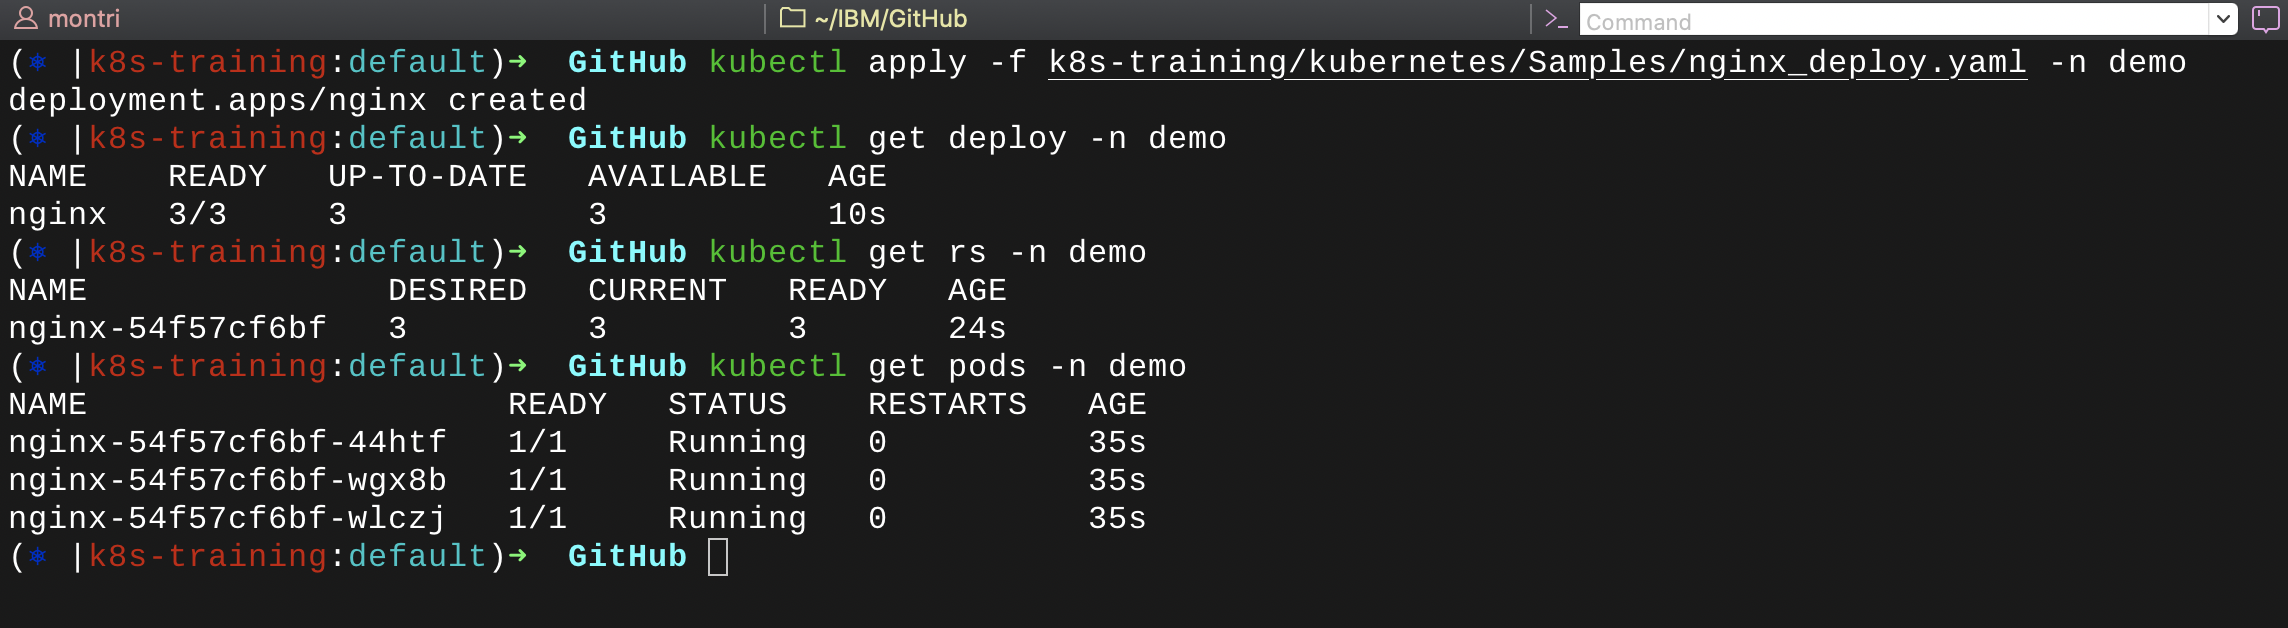 montri ~/IBM/GitHub Command
(⎈ |k8s-training:default)➜  GitHub kubectl apply -f k8s-training/kubernetes/Samples/nginx_deploy.yaml -n demo
deployment.apps/nginx created
(⎈ |k8s-training:default)➜  GitHub kubectl get deploy -n demo
NAME    READY   UP-TO-DATE   AVAILABLE   AGE
nginx   3/3     3            3           10s
(⎈ |k8s-training:default)➜  GitHub kubectl get rs -n demo
NAME               DESIRED   CURRENT   READY   AGE
nginx-54f57cf6bf   3         3         3       24s
(⎈ |k8s-training:default)➜  GitHub kubectl get pods -n demo
NAME                     READY   STATUS    RESTARTS   AGE
nginx-54f57cf6bf-44htf   1/1     Running   0          35s
nginx-54f57cf6bf-wgx8b   1/1     Running   0          35s
nginx-54f57cf6bf-wlczj   1/1     Running   0          35s
(⎈ |k8s-training:default)➜  GitHub